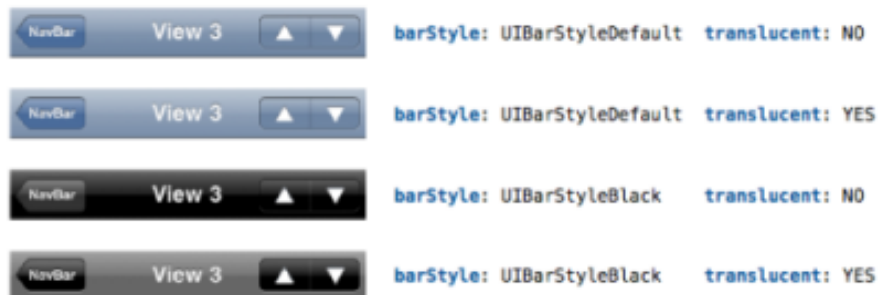 NavBar View 3 barStyle: UIBarStyleDefault translucent: NO
NavBar View 3 barStyle: UIBarStyleDefault translucent: YES
NavBar View 3 barStyle: UIBarStyleBlack translucent: NO
NavBar View 3 barStyle: UIBarStyleBlack translucent: YES